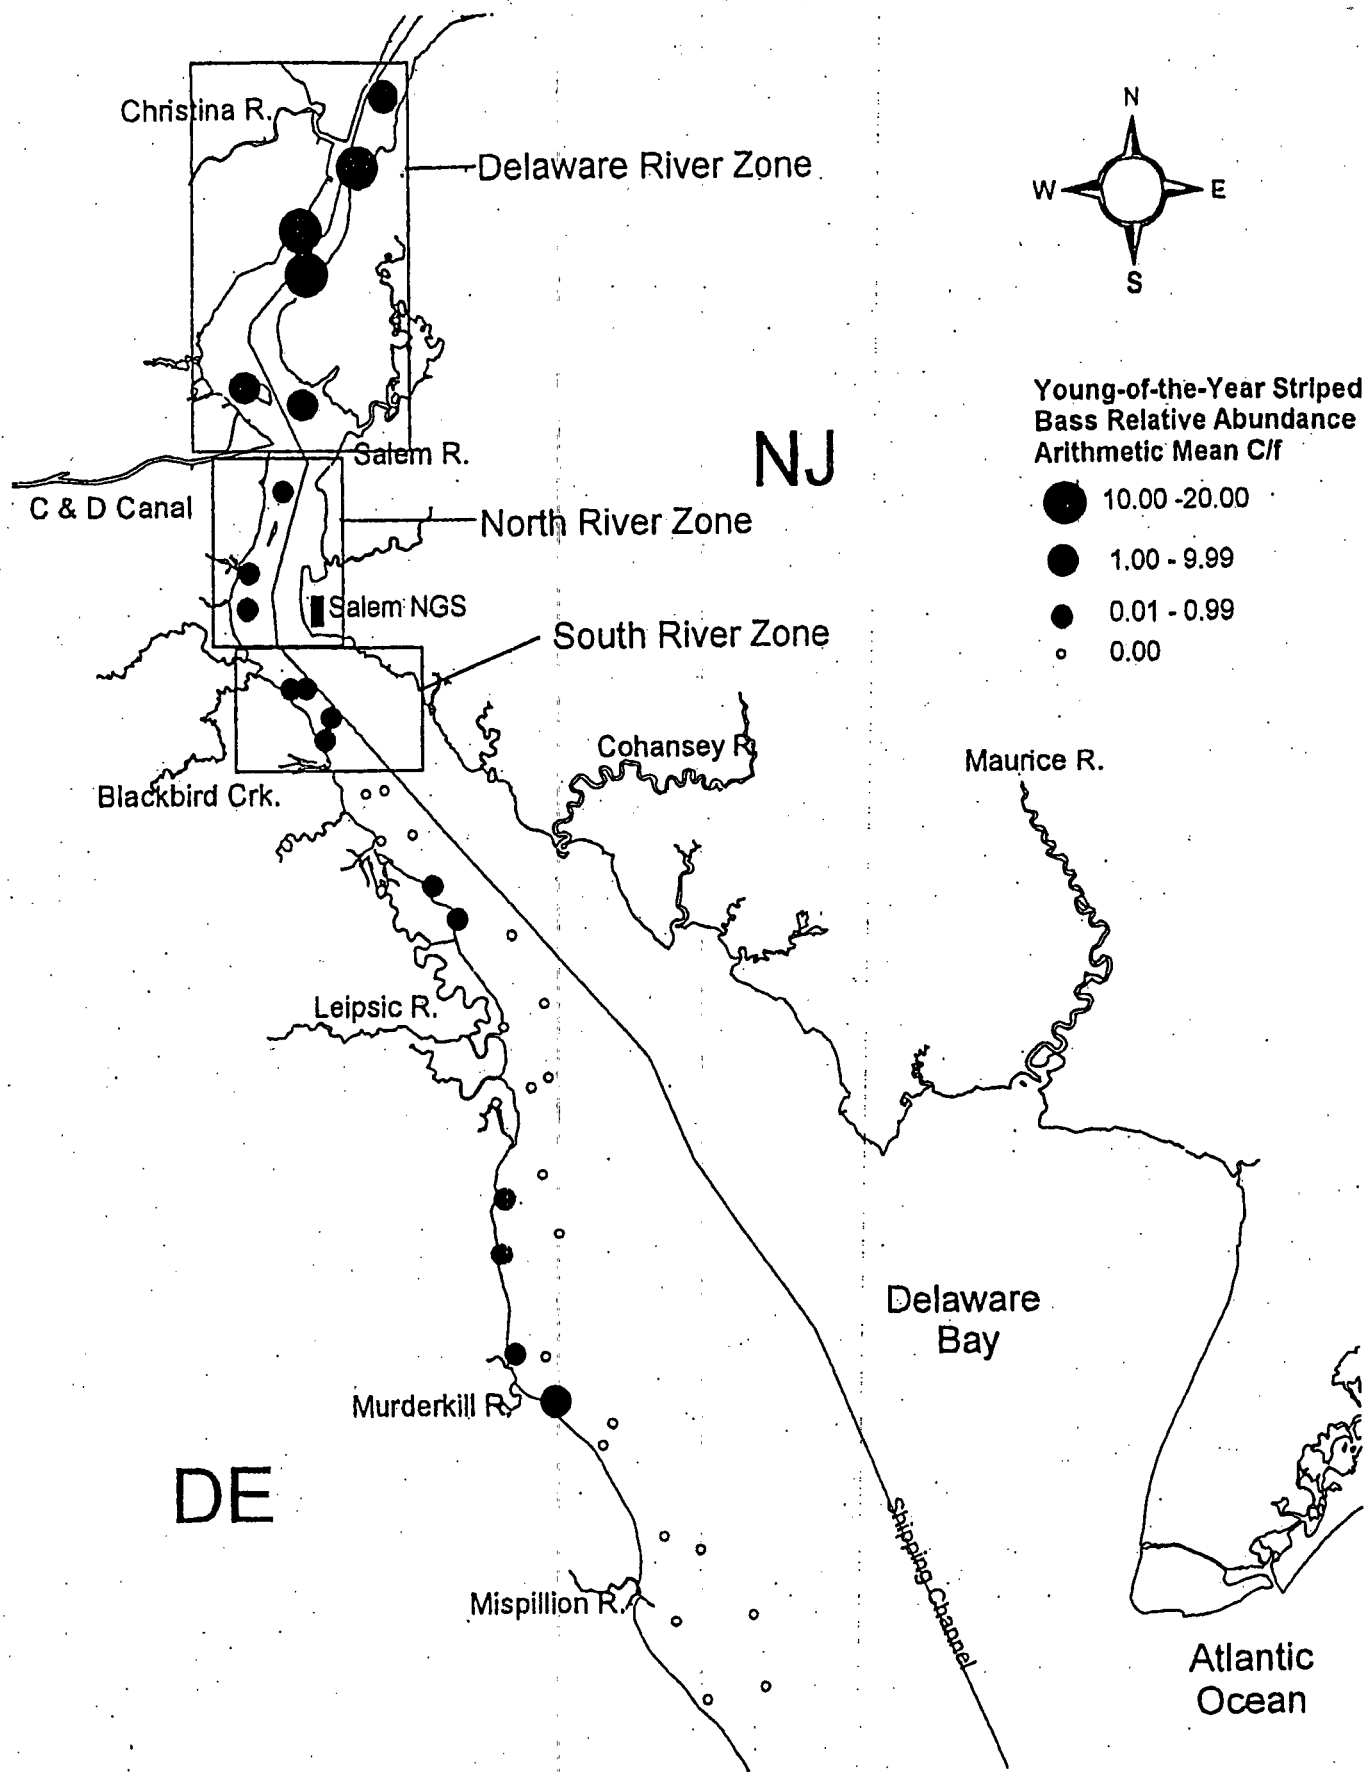 N
Christina R.
Delaware River Zone
W
E
S
Young-of-the-Year Striped
Bass Relative Abundance
Arithmetic Mean C/f
NJ
Salem R.
10.00 -20.00
C & D Canal
North River Zone
1.00 - 9.99
Salem NGS
0.01 - 0.99
South River Zone
0.00
Cohansey R.
Maurice R.
Blackbird Crk.
Leipsic R.
Delaware
Bay
Murderkill R.
DE
Shipping Channel
Mispillion R.
Atlantic
Ocean